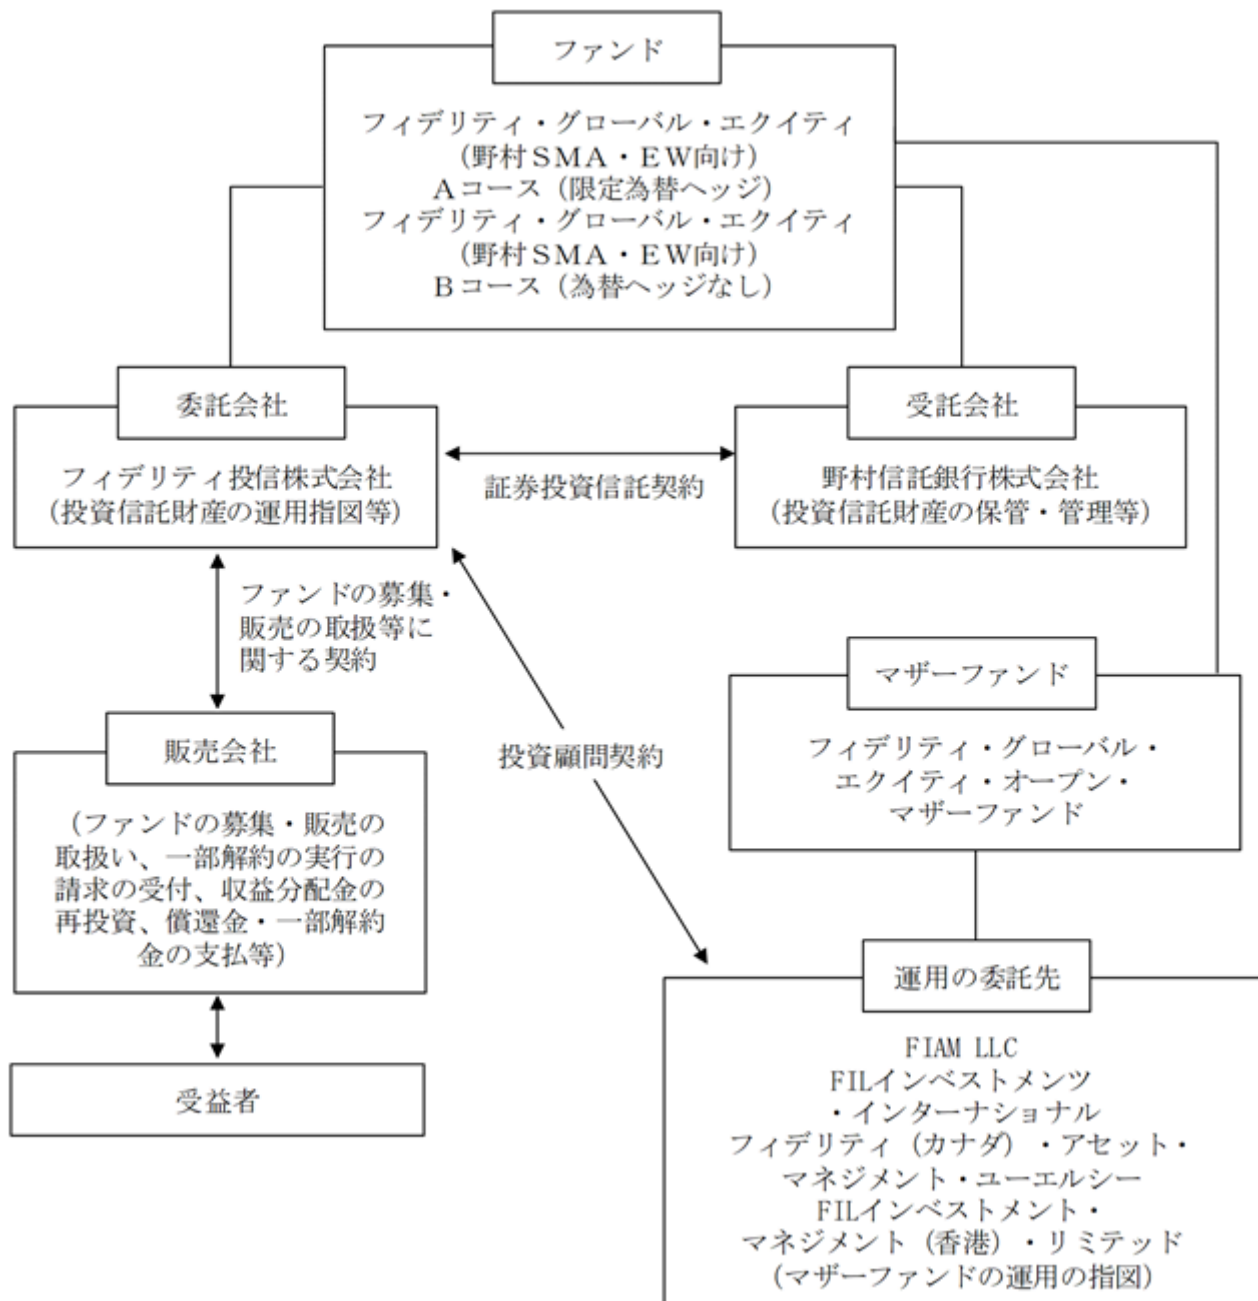 ファンド
フィデリティ・グローバル・エクイティ
（野村ＳＭＡ・ＥＷ向け）
Ａコース（限定為替ヘッジ）
フィデリティ・グローバル・エクイティ
（野村ＳＭＡ・ＥＷ向け）
Ｂコース（為替ヘッジなし）
委託会社
フィデリティ投信株式会社
（投資信託財産の運用指図等）
証券投資信託契約
受託会社
野村信託銀行株式会社
（投資信託財産の保管・管理等）
ファンドの募集・
販売の取扱等に
関する契約
投資顧問契約
マザーファンド
フィデリティ・グローバル・
エクイティ・オープン・
マザーファンド
販売会社
（ファンドの募集・販売の
取扱い、一部解約の実行の
請求の受付、収益分配金の
再投資、償還金・一部解約
金の支払等）
受益者
運用の委託先
FIAM LLC
FILインベストメンツ
・インターナショナル
フィデリティ（カナダ）・アセット・
マネジメント・ユーエルシー
FILインベストメント・
マネジメント（香港）・リミテッド
（マザーファンドの運用の指図）